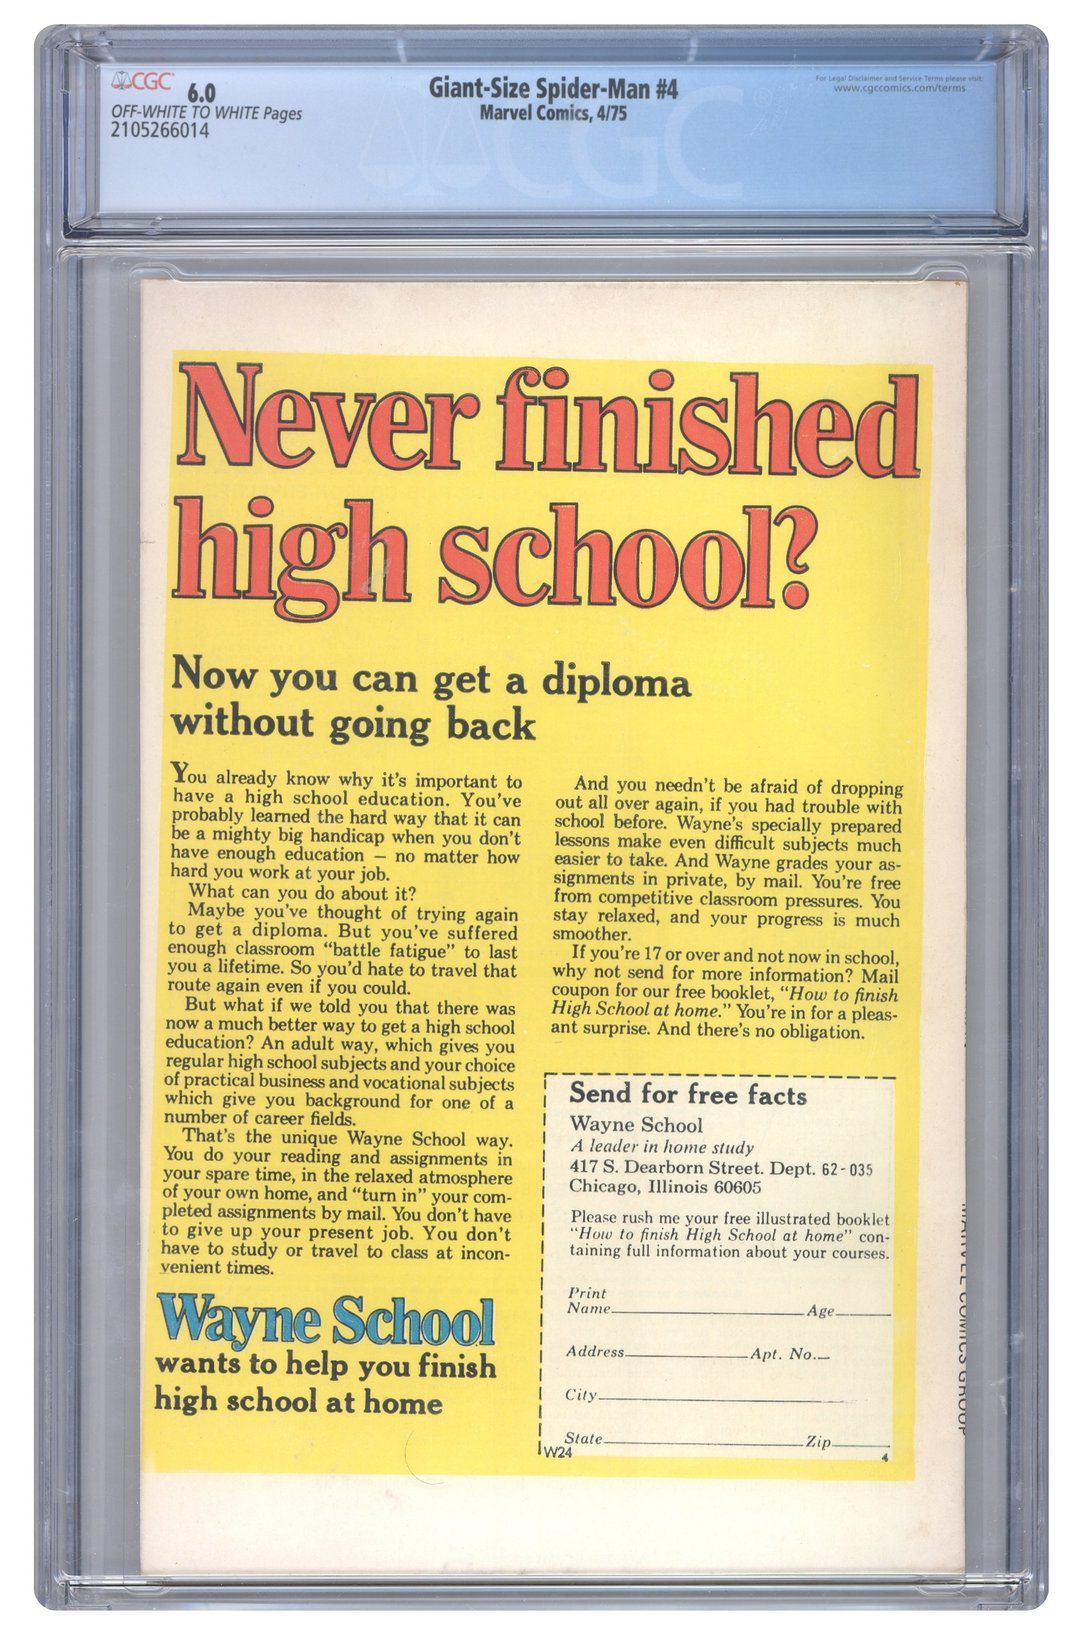 CGC 6.0
OFF-WHITE TO WHITE Pages
2105266014
Giant-Size Spider-Man #4
Marvel Comics, 4/75
For Legal Disclaimer and Service Terms please visit:
www.cgccomics.com/terms
CGC
Never finished
high school?
Now you can get a diploma
without going back
You already know why it's important to
have a high school education. You've
probably learned the hard way that it can
be a mighty big handicap when you don't
have enough education – no matter how
hard you work at your job.
What can you do about it?
Maybe you've thought of trying again
to get a diploma. But you've suffered
enough classroom "battle fatigue" to last
you a lifetime. So you'd hate to travel that
route again even if you could.
But what if we told you that there was
now a much better way to get a high school
education? An adult way, which gives you
regular high school subjects and your choice
of practical business and vocational subjects
which give you background for one of a
number of career fields.
That's the unique Wayne School way.
You do your reading and assignments in
your spare time, in the relaxed atmosphere
of your own home, and "turn in" your com-
pleted assignments by mail. You don't have
to give up your present job. You don't
have to study or travel to class at incon-
venient times.
Wayne School
wants to help you finish
high school at home
And you needn't be afraid of dropping
out all over again, if you had trouble with
school before. Wayne's specially prepared
lessons make even difficult subjects much
easier to take. And Wayne grades your as-
signments in private, by mail. You're free
from competitive classroom pressures. You
stay relaxed, and your progress is much
smoother.
If you're 17 or over and not now in school,
why not send for more information? Mail
coupon for our free booklet, "How to finish
High School at home." You're in for a pleas-
ant surprise. And there's no obligation.
Send for free facts
Wayne School
A leader in home study
417 S. Dearborn Street. Dept. 62-035
Chicago, Illinois 60605
Please rush me your free illustrated booklet
"How to finish High School at home" con-
taining full information about your courses.
Print
Name Age
Address Apt. No.
City
State Zip
W24 4
MARVEL COMICS GROUP